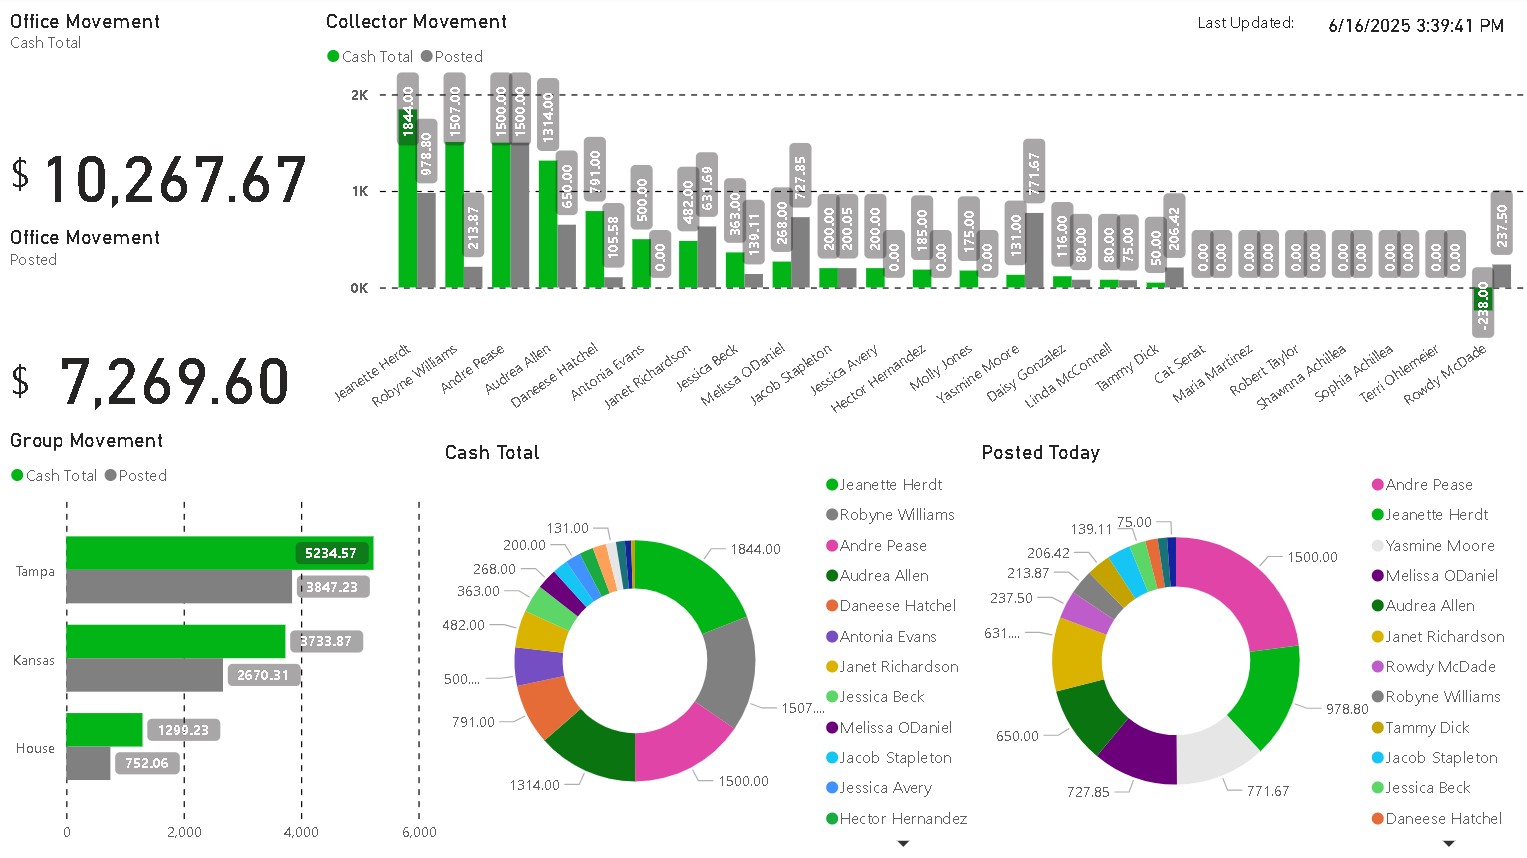 Office Movement
Cash Total
$ 10,267.67
Office Movement
Posted
$ 7,269.60
Collector Movement
Cash Total Posted
Last Updated: 6/16/2025 3:39:41 PM
2K
1K
0K
1844.00 978.80 1507.00 213.87 1500.00 1500.00 1314.00 650.00 791.00 105.58 500.00 0.00 482.00 631.69 363.00 139.11 268.00 727.85 200.00 200.05 200.00 0.00 185.00 0.00 175.00 0.00 131.00 771.67 116.00 80.00 80.00 75.00 50.00 206.42 0.00 0.00 0.00 0.00 0.00 0.00 0.00 0.00 0.00 0.00 0.00 0.00 -238.00 237.50
Jeanette Herdt
Robyne Williams
Andre Pease
Audrea Allen
Daneese Hatchel
Antonia Evans
Janet Richardson
Jessica Beck
Melissa ODaniel
Jacob Stapleton
Jessica Avery
Hector Hernandez
Molly Jones
Yasmine Moore
Daisy Gonzalez
Linda McConnell
Tammy Dick
Cat Senat
Maria Martinez
Robert Taylor
Shawnna Achillea
Sophia Achillea
Terri Ohlemeier
Rowdy McDade
Group Movement
Cash Total Posted
Tampa
5234.57
3847.23
Kansas
3733.87
2670.31
House
1299.23
752.06
0 2,000 4,000 6,000
Cash Total
131.00
200.00
268.00
363.00
482.00
500....
791.00
1314.00
1844.00
1507....
1500.00
Jeanette Herdt
Robyne Williams
Andre Pease
Audrea Allen
Daneese Hatchel
Antonia Evans
Janet Richardson
Jessica Beck
Melissa ODaniel
Jacob Stapleton
Jessica Avery
Hector Hernandez
Posted Today
75.00
139.11
206.42
213.87
237.50
631....
650.00
727.85
1500.00
978.80
771.67
Andre Pease
Jeanette Herdt
Yasmine Moore
Melissa ODaniel
Audrea Allen
Janet Richardson
Rowdy McDade
Robyne Williams
Tammy Dick
Jacob Stapleton
Jessica Beck
Daneese Hatchel